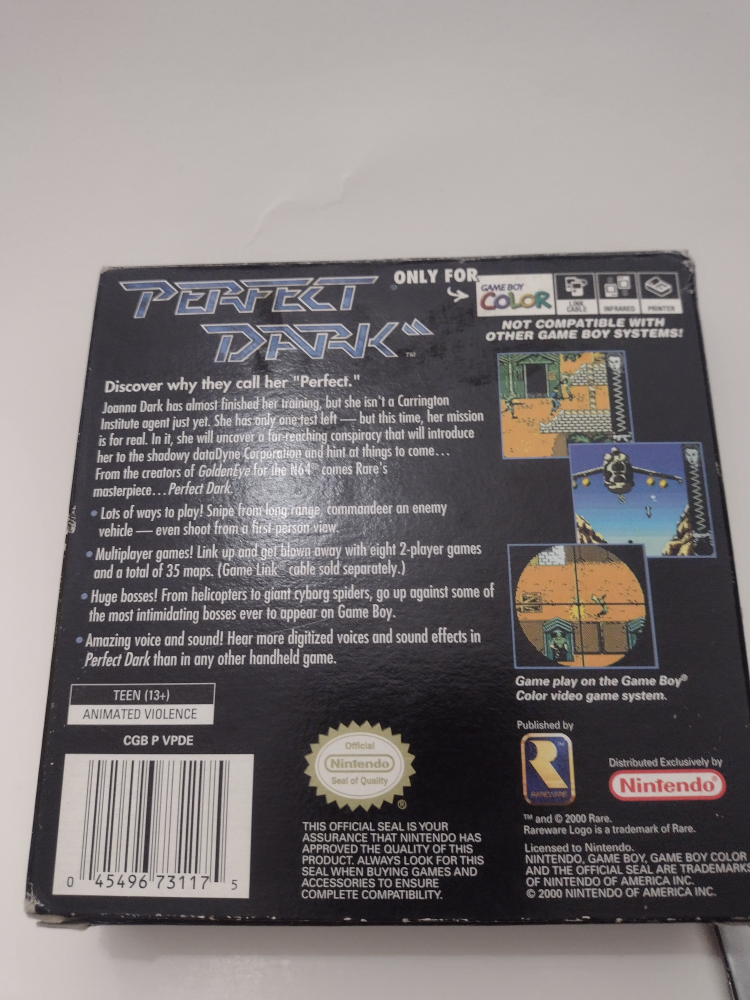 PERFECT
DARK™
ONLY FOR
GAME BOY
COLOR
LINK
CABLE
INFRARED
PRINTER
NOT COMPATIBLE WITH
OTHER GAME BOY SYSTEMS!
Discover why they call her "Perfect."
Joanna Dark has almost finished her training, but she isn't a Carrington
Institute agent just yet. She has only one test left — but this time, her mission
is for real. In it, she will uncover a far-reaching conspiracy that will introduce
her to the shadowy dataDyne Corporation and hint at things to come…
From the creators of GoldenEye for the N64 comes Rare's
masterpiece…Perfect Dark.
• Lots of ways to play! Snipe from long range, commandeer an enemy
vehicle — even shoot from a first-person view.
• Multiplayer games! Link up and get blown away with eight 2-player games
and a total of 35 maps. (Game Link cable sold separately.)
• Huge bosses! From helicopters to giant cyborg spiders, go up against some of
the most intimidating bosses ever to appear on Game Boy.
• Amazing voice and sound! Hear more digitized voices and sound effects in
Perfect Dark than in any other handheld game.
Game play on the Game Boy®
Color video game system.
TEEN (13+)
ANIMATED VIOLENCE
CGB P VPDE
0 45496 73117 5
Official
Nintendo
Seal of Quality
®
THIS OFFICIAL SEAL IS YOUR
ASSURANCE THAT NINTENDO HAS
APPROVED THE QUALITY OF THIS
PRODUCT. ALWAYS LOOK FOR THIS
SEAL WHEN BUYING GAMES AND
ACCESSORIES TO ENSURE
COMPLETE COMPATIBILITY.
Published by
R
RAREWARE
Distributed Exclusively by
Nintendo®
™ and © 2000 Rare.
Rareware Logo is a trademark of Rare.
Licensed to Nintendo.
NINTENDO, GAME BOY, GAME BOY COLOR
AND THE OFFICIAL SEAL ARE TRADEMARKS
OF NINTENDO OF AMERICA INC.
© 2000 NINTENDO OF AMERICA INC.